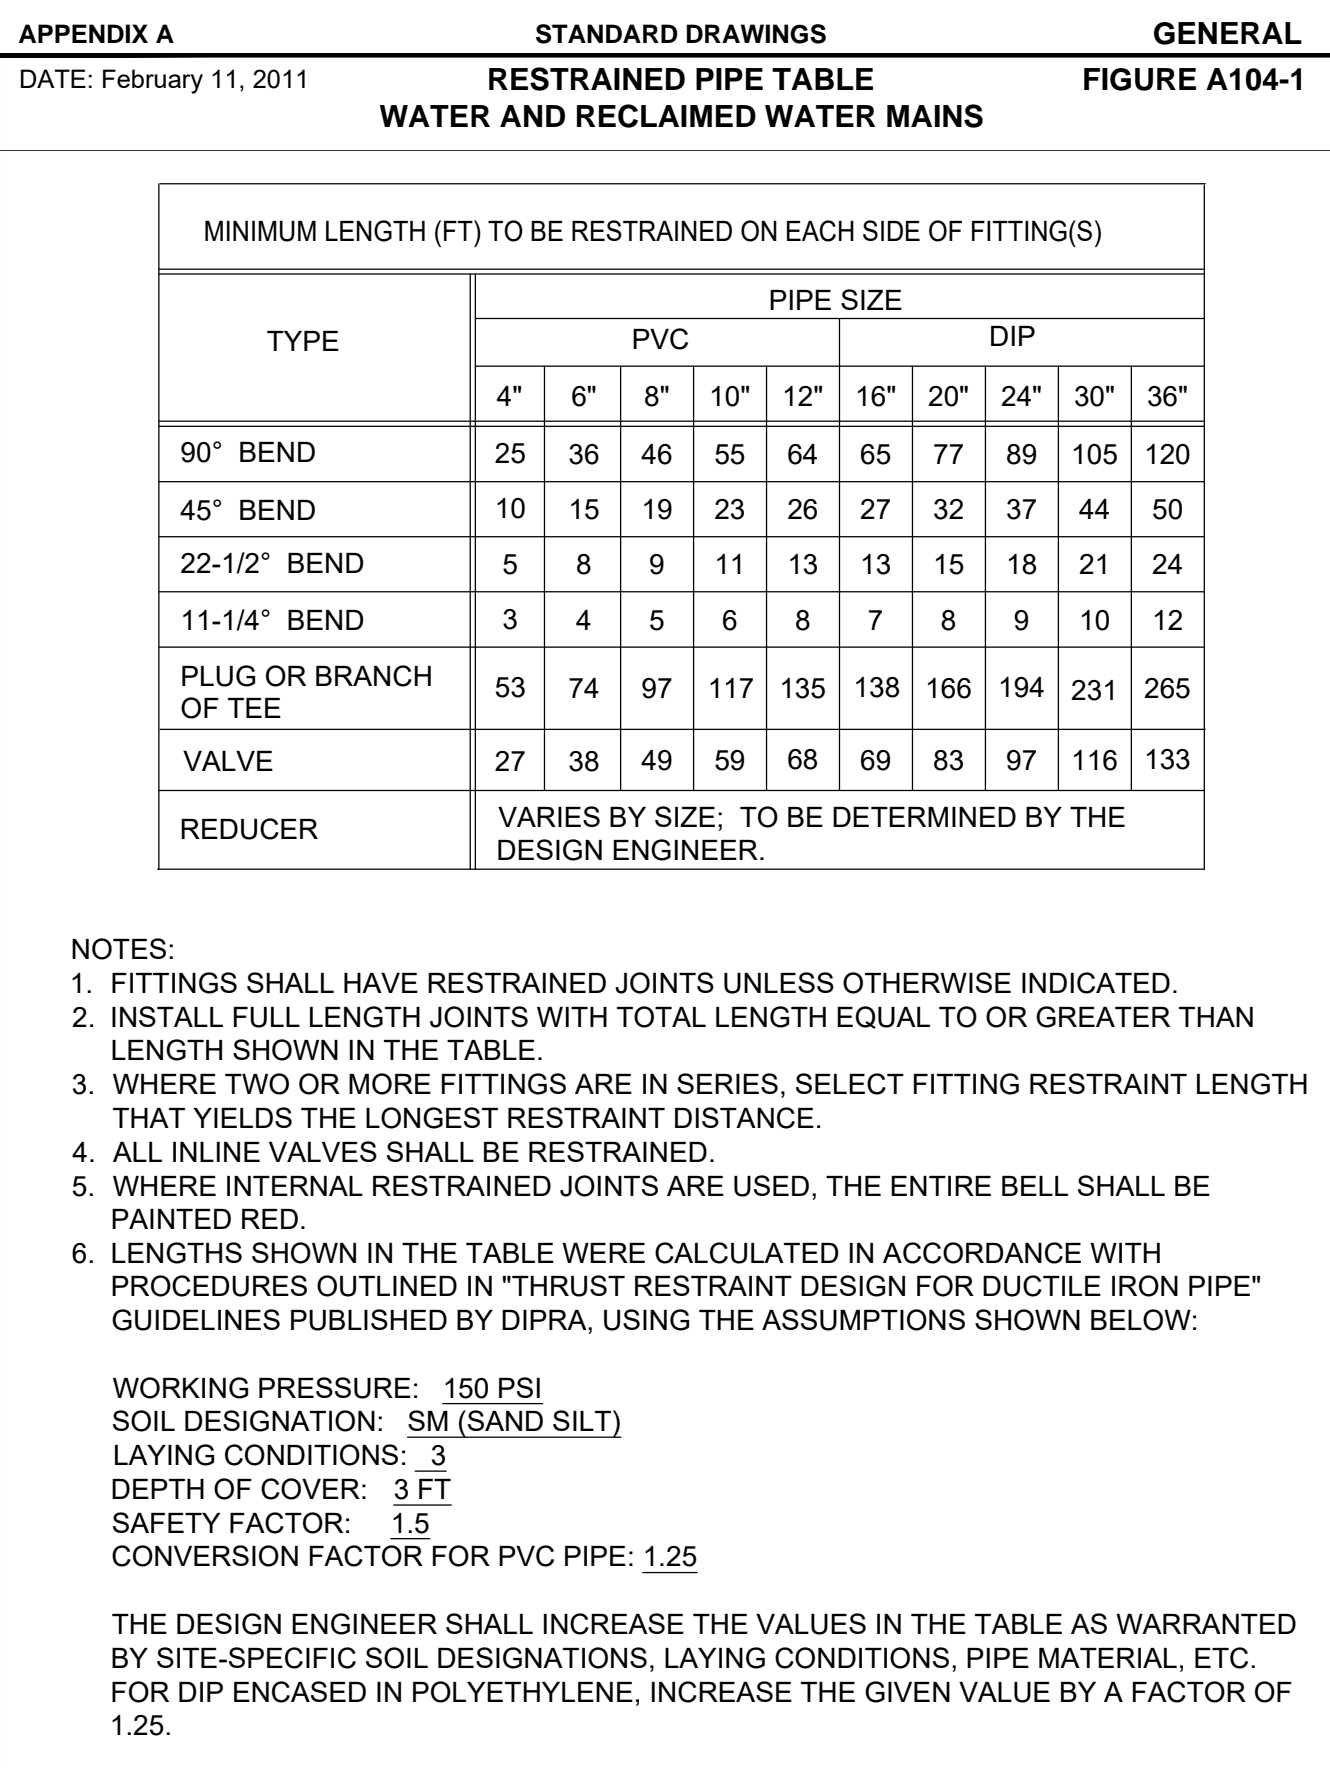 APPENDIX A STANDARD DRAWINGS GENERAL
DATE: February 11, 2011 RESTRAINED PIPE TABLE FIGURE A104-1
WATER AND RECLAIMED WATER MAINS
MINIMUM LENGTH (FT) TO BE RESTRAINED ON EACH SIDE OF FITTING(S)
TYPE
PIPE SIZE
PVC DIP
4" 6" 8" 10" 12" 16" 20" 24" 30" 36"
90° BEND 25 36 46 55 64 65 77 89 105 120
45° BEND 10 15 19 23 26 27 32 37 44 50
22-1/2° BEND 5 8 9 11 13 13 15 18 21 24
11-1/4° BEND 3 4 5 6 8 7 8 9 10 12
PLUG OR BRANCH
OF TEE 53 74 97 117 135 138 166 194 231 265
VALVE 27 38 49 59 68 69 83 97 116 133
REDUCER VARIES BY SIZE; TO BE DETERMINED BY THE
DESIGN ENGINEER.
NOTES:
1. FITTINGS SHALL HAVE RESTRAINED JOINTS UNLESS OTHERWISE INDICATED.
2. INSTALL FULL LENGTH JOINTS WITH TOTAL LENGTH EQUAL TO OR GREATER THAN
LENGTH SHOWN IN THE TABLE.
3. WHERE TWO OR MORE FITTINGS ARE IN SERIES, SELECT FITTING RESTRAINT LENGTH
THAT YIELDS THE LONGEST RESTRAINT DISTANCE.
4. ALL INLINE VALVES SHALL BE RESTRAINED.
5. WHERE INTERNAL RESTRAINED JOINTS ARE USED, THE ENTIRE BELL SHALL BE
PAINTED RED.
6. LENGTHS SHOWN IN THE TABLE WERE CALCULATED IN ACCORDANCE WITH
PROCEDURES OUTLINED IN "THRUST RESTRAINT DESIGN FOR DUCTILE IRON PIPE"
GUIDELINES PUBLISHED BY DIPRA, USING THE ASSUMPTIONS SHOWN BELOW:
WORKING PRESSURE: 150 PSI
SOIL DESIGNATION: SM (SAND SILT)
LAYING CONDITIONS: 3
DEPTH OF COVER: 3 FT
SAFETY FACTOR: 1.5
CONVERSION FACTOR FOR PVC PIPE: 1.25
THE DESIGN ENGINEER SHALL INCREASE THE VALUES IN THE TABLE AS WARRANTED
BY SITE-SPECIFIC SOIL DESIGNATIONS, LAYING CONDITIONS, PIPE MATERIAL, ETC.
FOR DIP ENCASED IN POLYETHYLENE, INCREASE THE GIVEN VALUE BY A FACTOR OF
1.25.